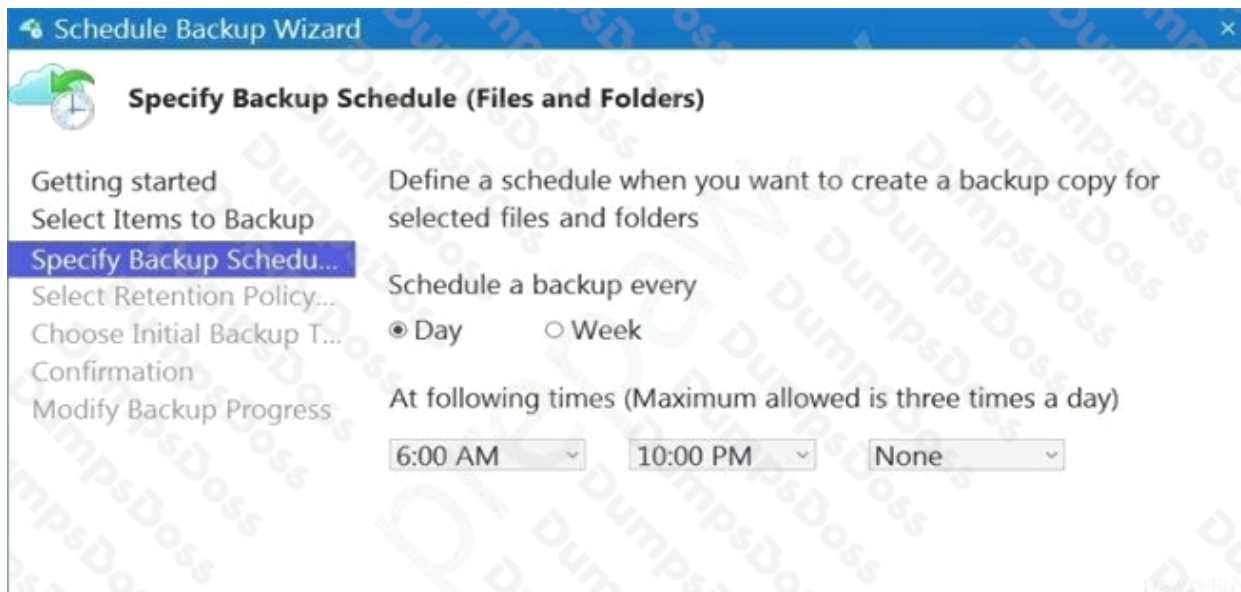 Schedule Backup Wizard
Specify Backup Schedule (Files and Folders)
Getting started
Select Items to Backup
Specify Backup Schedu...
Select Retention Policy...
Choose Initial Backup T...
Confirmation
Modify Backup Progress
Define a schedule when you want to create a backup copy for
selected files and folders
Schedule a backup every
Day Week
At following times (Maximum allowed is three times a day)
6:00 AM 10:00 PM None
DumpsDoss